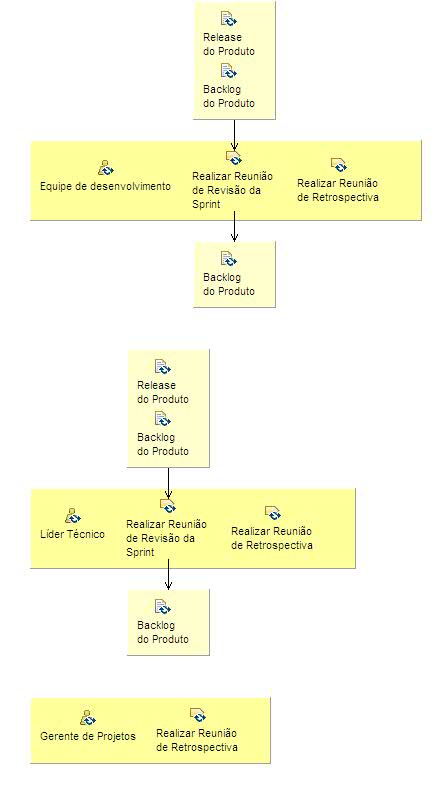 Release
do Produto
Backlog
do Produto
Equipe de desenvolvimento
Realizar Reunião
de Revisão da
Sprint
Realizar Reunião
de Retrospectiva
Backlog
do Produto
Release
do Produto
Backlog
do Produto
Líder Técnico
Realizar Reunião
de Revisão da
Sprint
Realizar Reunião
de Retrospectiva
Backlog
do Produto
Gerente de Projetos
Realizar Reunião
de Retrospectiva